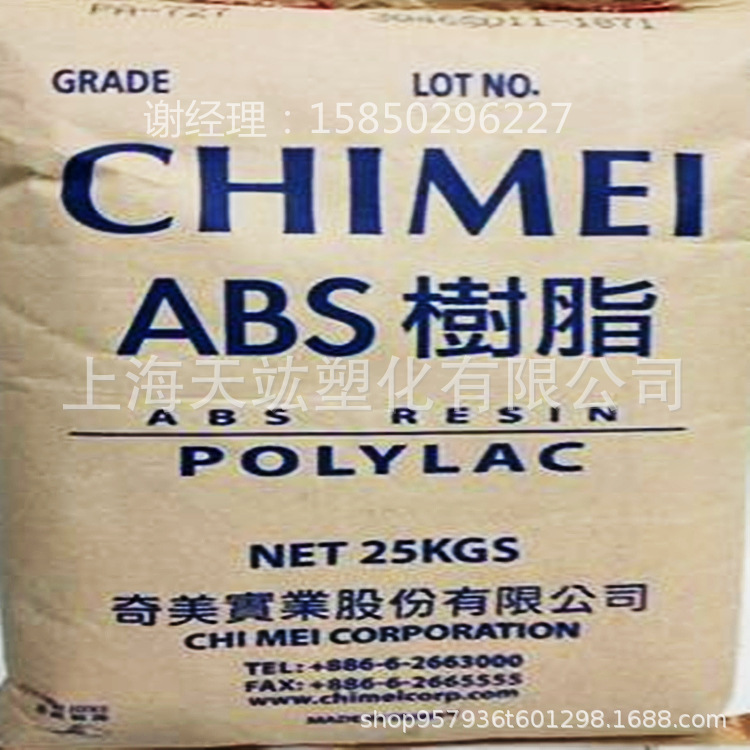 GRADE LOT NO.
谢经理：15850296227
CHIMEI
ABS 樹脂
上海天竑塑化有限公司
ABS RESIN
POLYLAC
NET 25KGS
奇美實業股份有限公司
CHI MEI CORPORATION
TEL: +886-6-2663000
FAX: +886-6-2665555
www.chimeicorp.com
MADE
shop957936t601298.1688.com